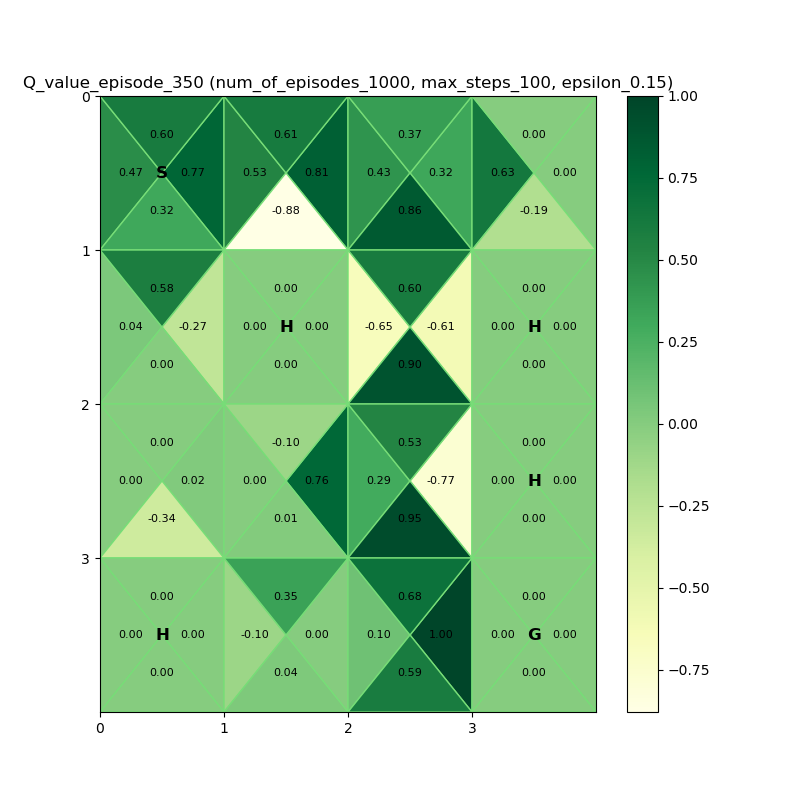 Q_value_episode_350 (num_of_episodes_1000, max_steps_100, epsilon_0.15)
0 1.00
0.60 0.61 0.37 0.00
0.47 S 0.77 0.53 0.81 0.43 0.32 0.63 0.00
0.32 -0.88 0.86 -0.19
0.75
1
0.58 0.00 0.60 0.00
0.50
0.04 -0.27 0.00 H 0.00 -0.65 -0.61 0.00 H 0.00
0.00 0.00 0.90 0.00
0.25
2
0.00
0.00 -0.10 0.53 0.00
0.00 0.02 0.00 0.76 0.29 -0.77 0.00 H 0.00
−0.25
-0.34 0.01 0.95 0.00
3
0.00 0.35 0.68 0.00
−0.50
0.00 H 0.00 -0.10 0.00 0.10 1.00 0.00 G 0.00
0.00 0.04 0.59 0.00
−0.75
0 1 2 3